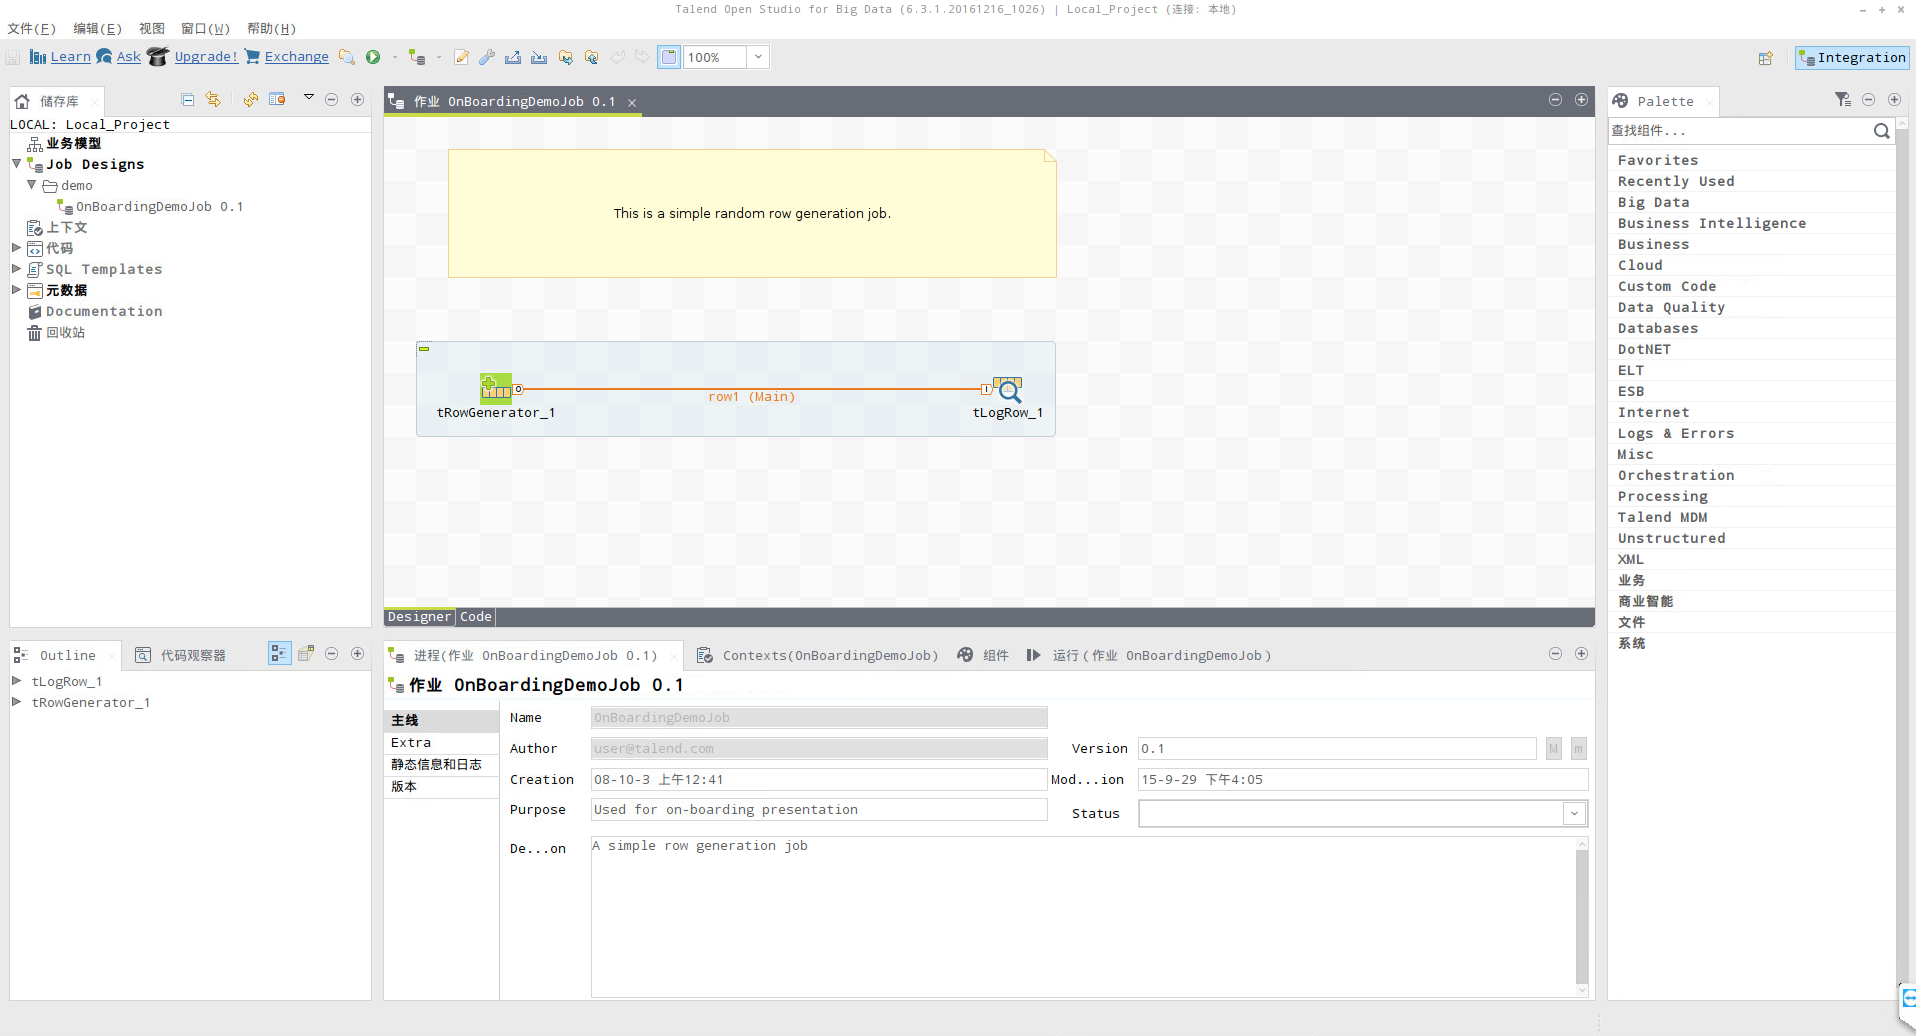 Talend Open Studio for Big Data (6.3.1.20161216_1026) | Local_Project (连接: 本地)
文件(F) 编辑(E) 视图 窗口(W) 帮助(H)
Learn Ask Upgrade! Exchange 100% Integration
储存库
LOCAL: Local_Project
业务模型
Job Designs
demo
OnBoardingDemoJob 0.1
上下文
代码
SQL Templates
元数据
Documentation
回收站
作业 OnBoardingDemoJob 0.1
This is a simple random row generation job.
O
I
row1 (Main)
tRowGenerator_1
tLogRow_1
Designer Code
Palette
查找组件...
Favorites
Recently Used
Big Data
Business Intelligence
Business
Cloud
Custom Code
Data Quality
Databases
DotNET
ELT
ESB
Internet
Logs & Errors
Misc
Orchestration
Processing
Talend MDM
Unstructured
XML
业务
商业智能
文件
系统
Outline 代码观察器
tLogRow_1
tRowGenerator_1
进程(作业 OnBoardingDemoJob 0.1) Contexts(OnBoardingDemoJob) 组件 运行(作业 OnBoardingDemoJob)
作业 OnBoardingDemoJob 0.1
主线
Extra
静态信息和日志
版本
Name OnBoardingDemoJob
Author user@talend.com Version 0.1 M m
Creation 08-10-3 上午12:41 Mod...ion 15-9-29 下午4:05
Purpose Used for on-boarding presentation Status
De...on A simple row generation job